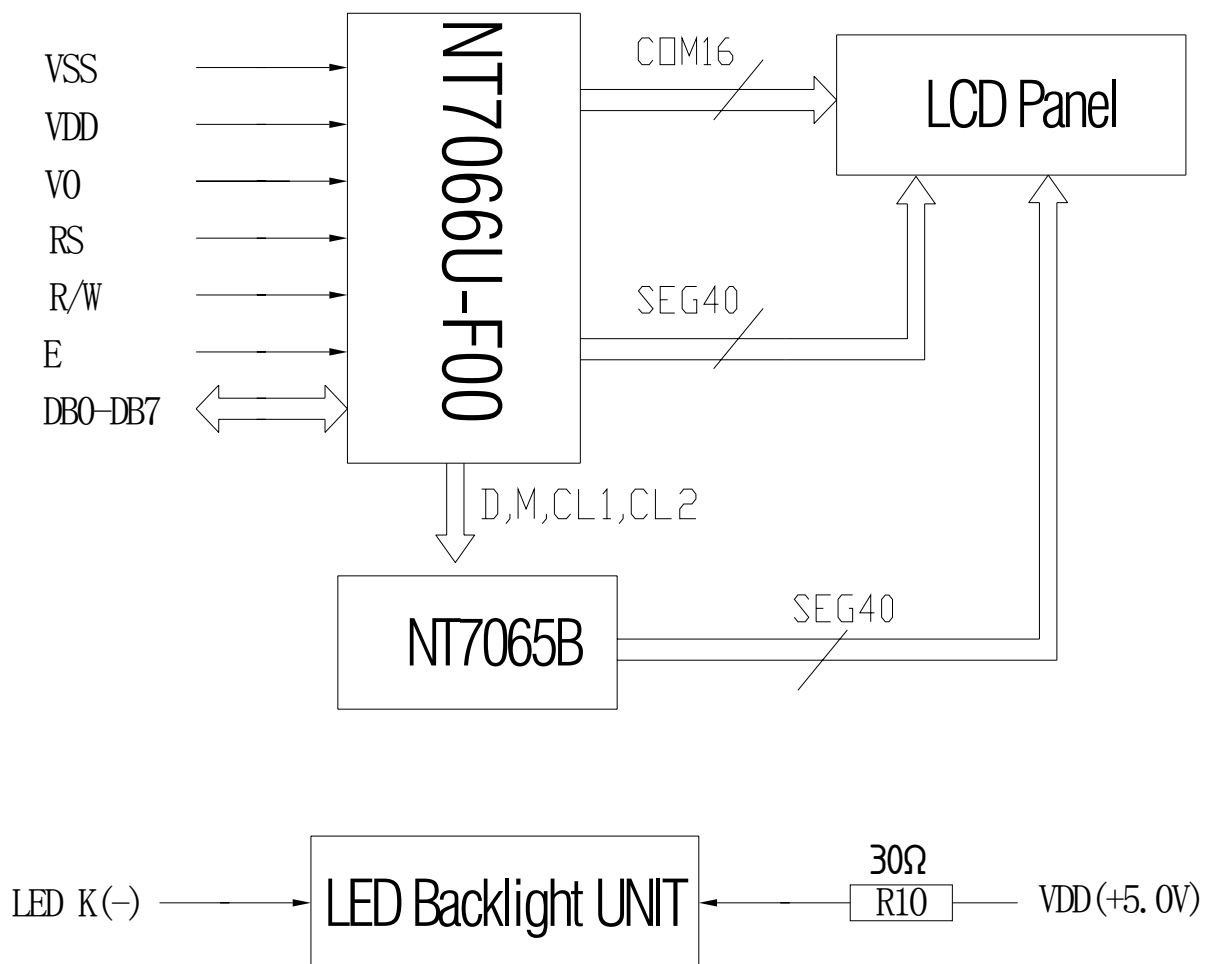 VSS
VDD
V0
RS
R/W
E
DB0-DB7
NT7066U-F00
COM16
LCD Panel
SEG40
D,M,CL1,CL2
NT7065B
SEG40
LED K(-)
LED Backlight UNIT
30Ω
R10
VDD(+5.0V)